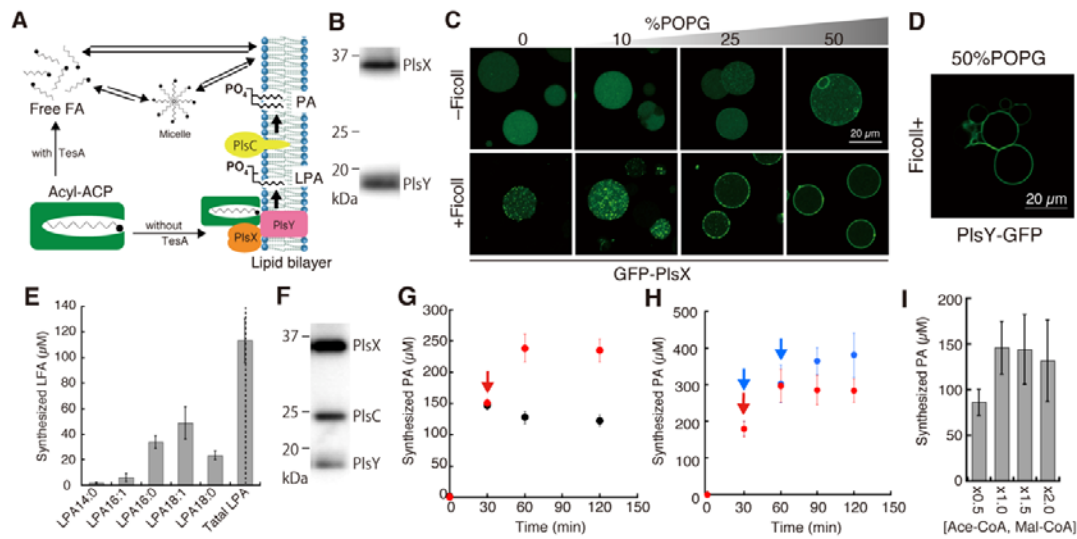 A
Free FA
Micelle
with
TesA
Acyl-ACP
without
TesA
PO₄
PA
PlsC
PO₄
LPA
PlsY
PlsX
Lipid bilayer
B
37
PlsX
25
20
PlsY
kDa
C
%POPG
0
10
25
50
–Ficoll
20 µm
+Ficoll
GFP-PlsX
D
50%POPG
Ficoll+
20 µm
PlsY-GFP
E
Synthesized LFA (µM)
140
120
100
80
60
40
20
0
LPA14:0
LPA16:1
LPA16:0
LPA18:1
LPA18:0
Tatal LPA
F
37
PlsX
25
PlsC
20
PlsY
kDa
G
Synthesized PA (µM)
300
250
200
150
100
50
0
0
30
60
90
120
Time (min)
H
Synthesized PA (µM)
500
400
300
200
100
0
0
30
60
90
120
Time (min)
I
Synthesized PA (µM)
200
150
100
50
0
x0.5
x1.0
x1.5
x2.0
[Ace-CoA, Mal-CoA]